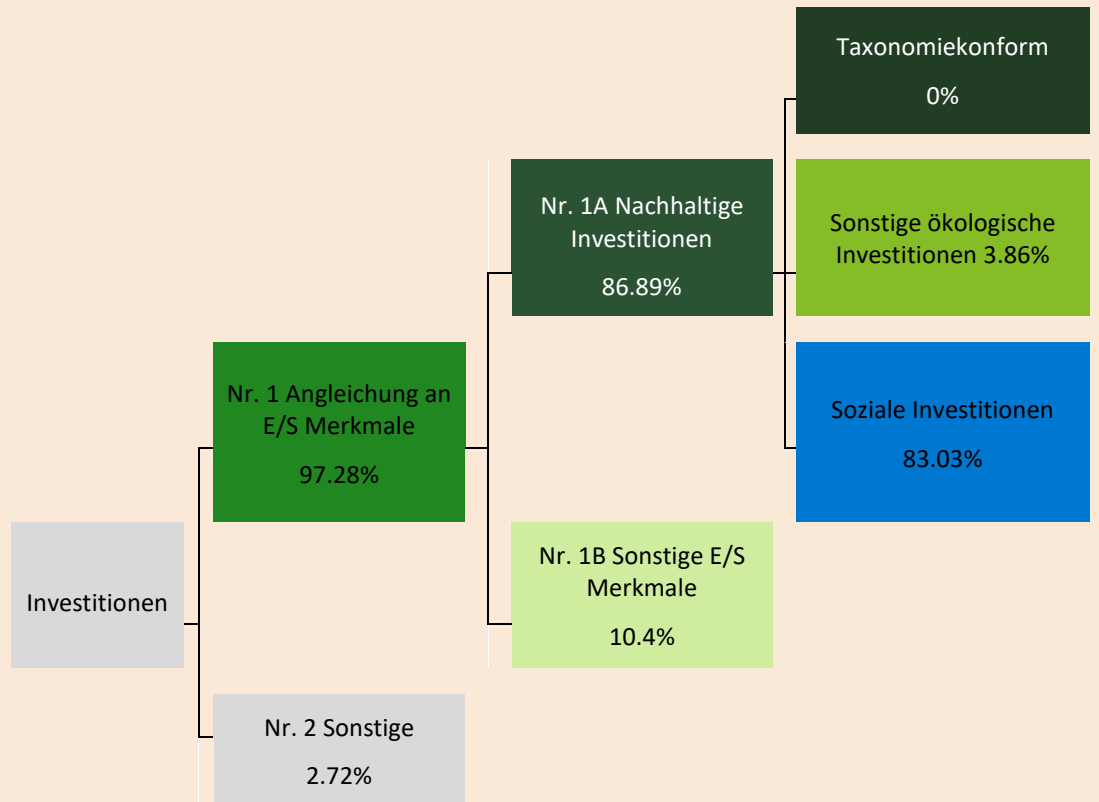 Taxonomiekonform
0%
Nr. 1A Nachhaltige
Investitionen
86.89%
Sonstige ökologische
Investitionen 3.86%
Nr. 1 Angleichung an
E/S Merkmale
97.28%
Soziale Investitionen
83.03%
Investitionen
Nr. 1B Sonstige E/S
Merkmale
10.4%
Nr. 2 Sonstige
2.72%